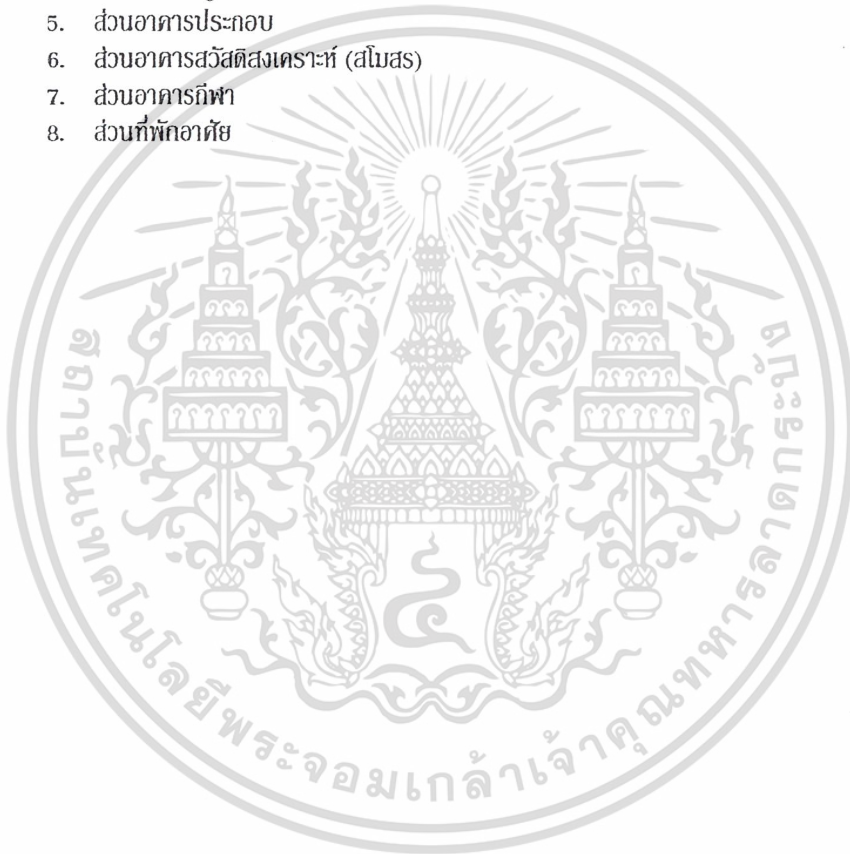 5. ส่วนอาคารประกอบ
6. ส่วนอาคารสวัสดิสงเคราะห์ (สโมสร)
7. ส่วนอาคารกีฬา
8. ส่วนที่พักอาศัย
๔
สถาบันเทคโนโลยีพระจอมเกล้าเจ้าคุณทหารลาดกระบัง